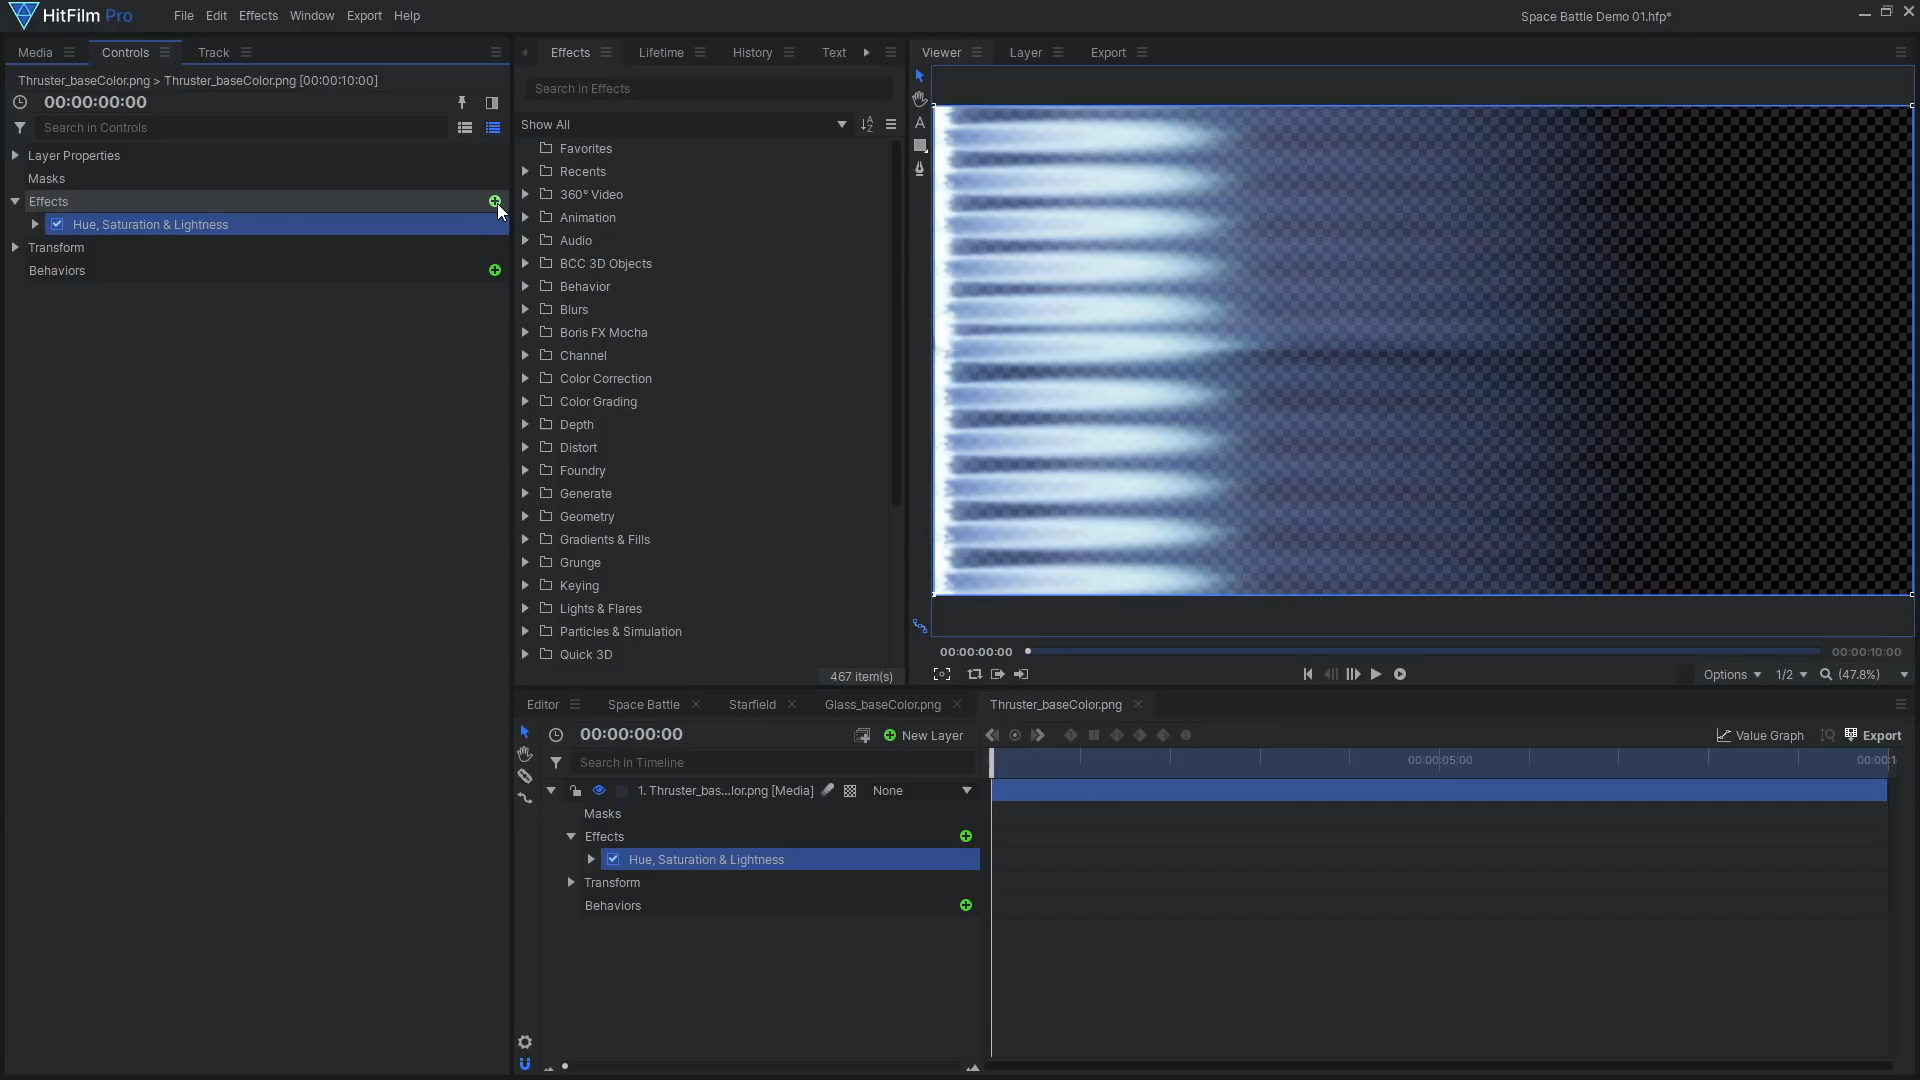 HitFilm Pro
File Edit Effects Window Export Help
Space Battle Demo 01.hfp*
Media Controls Track
Thruster_baseColor.png > Thruster_baseColor.png [00:00:10:00]
00:00:00:00
Search in Controls
Layer Properties
Masks
Effects
Hue, Saturation & Lightness
Transform
Behaviors
Effects Lifetime History Text
Search in Effects
Show All
Favorites
Recents
360° Video
Animation
Audio
BCC 3D Objects
Behavior
Blurs
Boris FX Mocha
Channel
Color Correction
Color Grading
Depth
Distort
Foundry
Generate
Geometry
Gradients & Fills
Grunge
Keying
Lights & Flares
Particles & Simulation
Quick 3D
467 item(s)
Viewer Layer Export
00:00:00:00 00:00:10:00
Options 1/2 (47.8%)
Editor Space Battle Starfield Glass_baseColor.png Thruster_baseColor.png
00:00:00:00 New Layer Value Graph Export
Search in Timeline
00:00:05:00 00:00:1
1. Thruster_bas...lor.png [Media] None
Masks
Effects
Hue, Saturation & Lightness
Transform
Behaviors